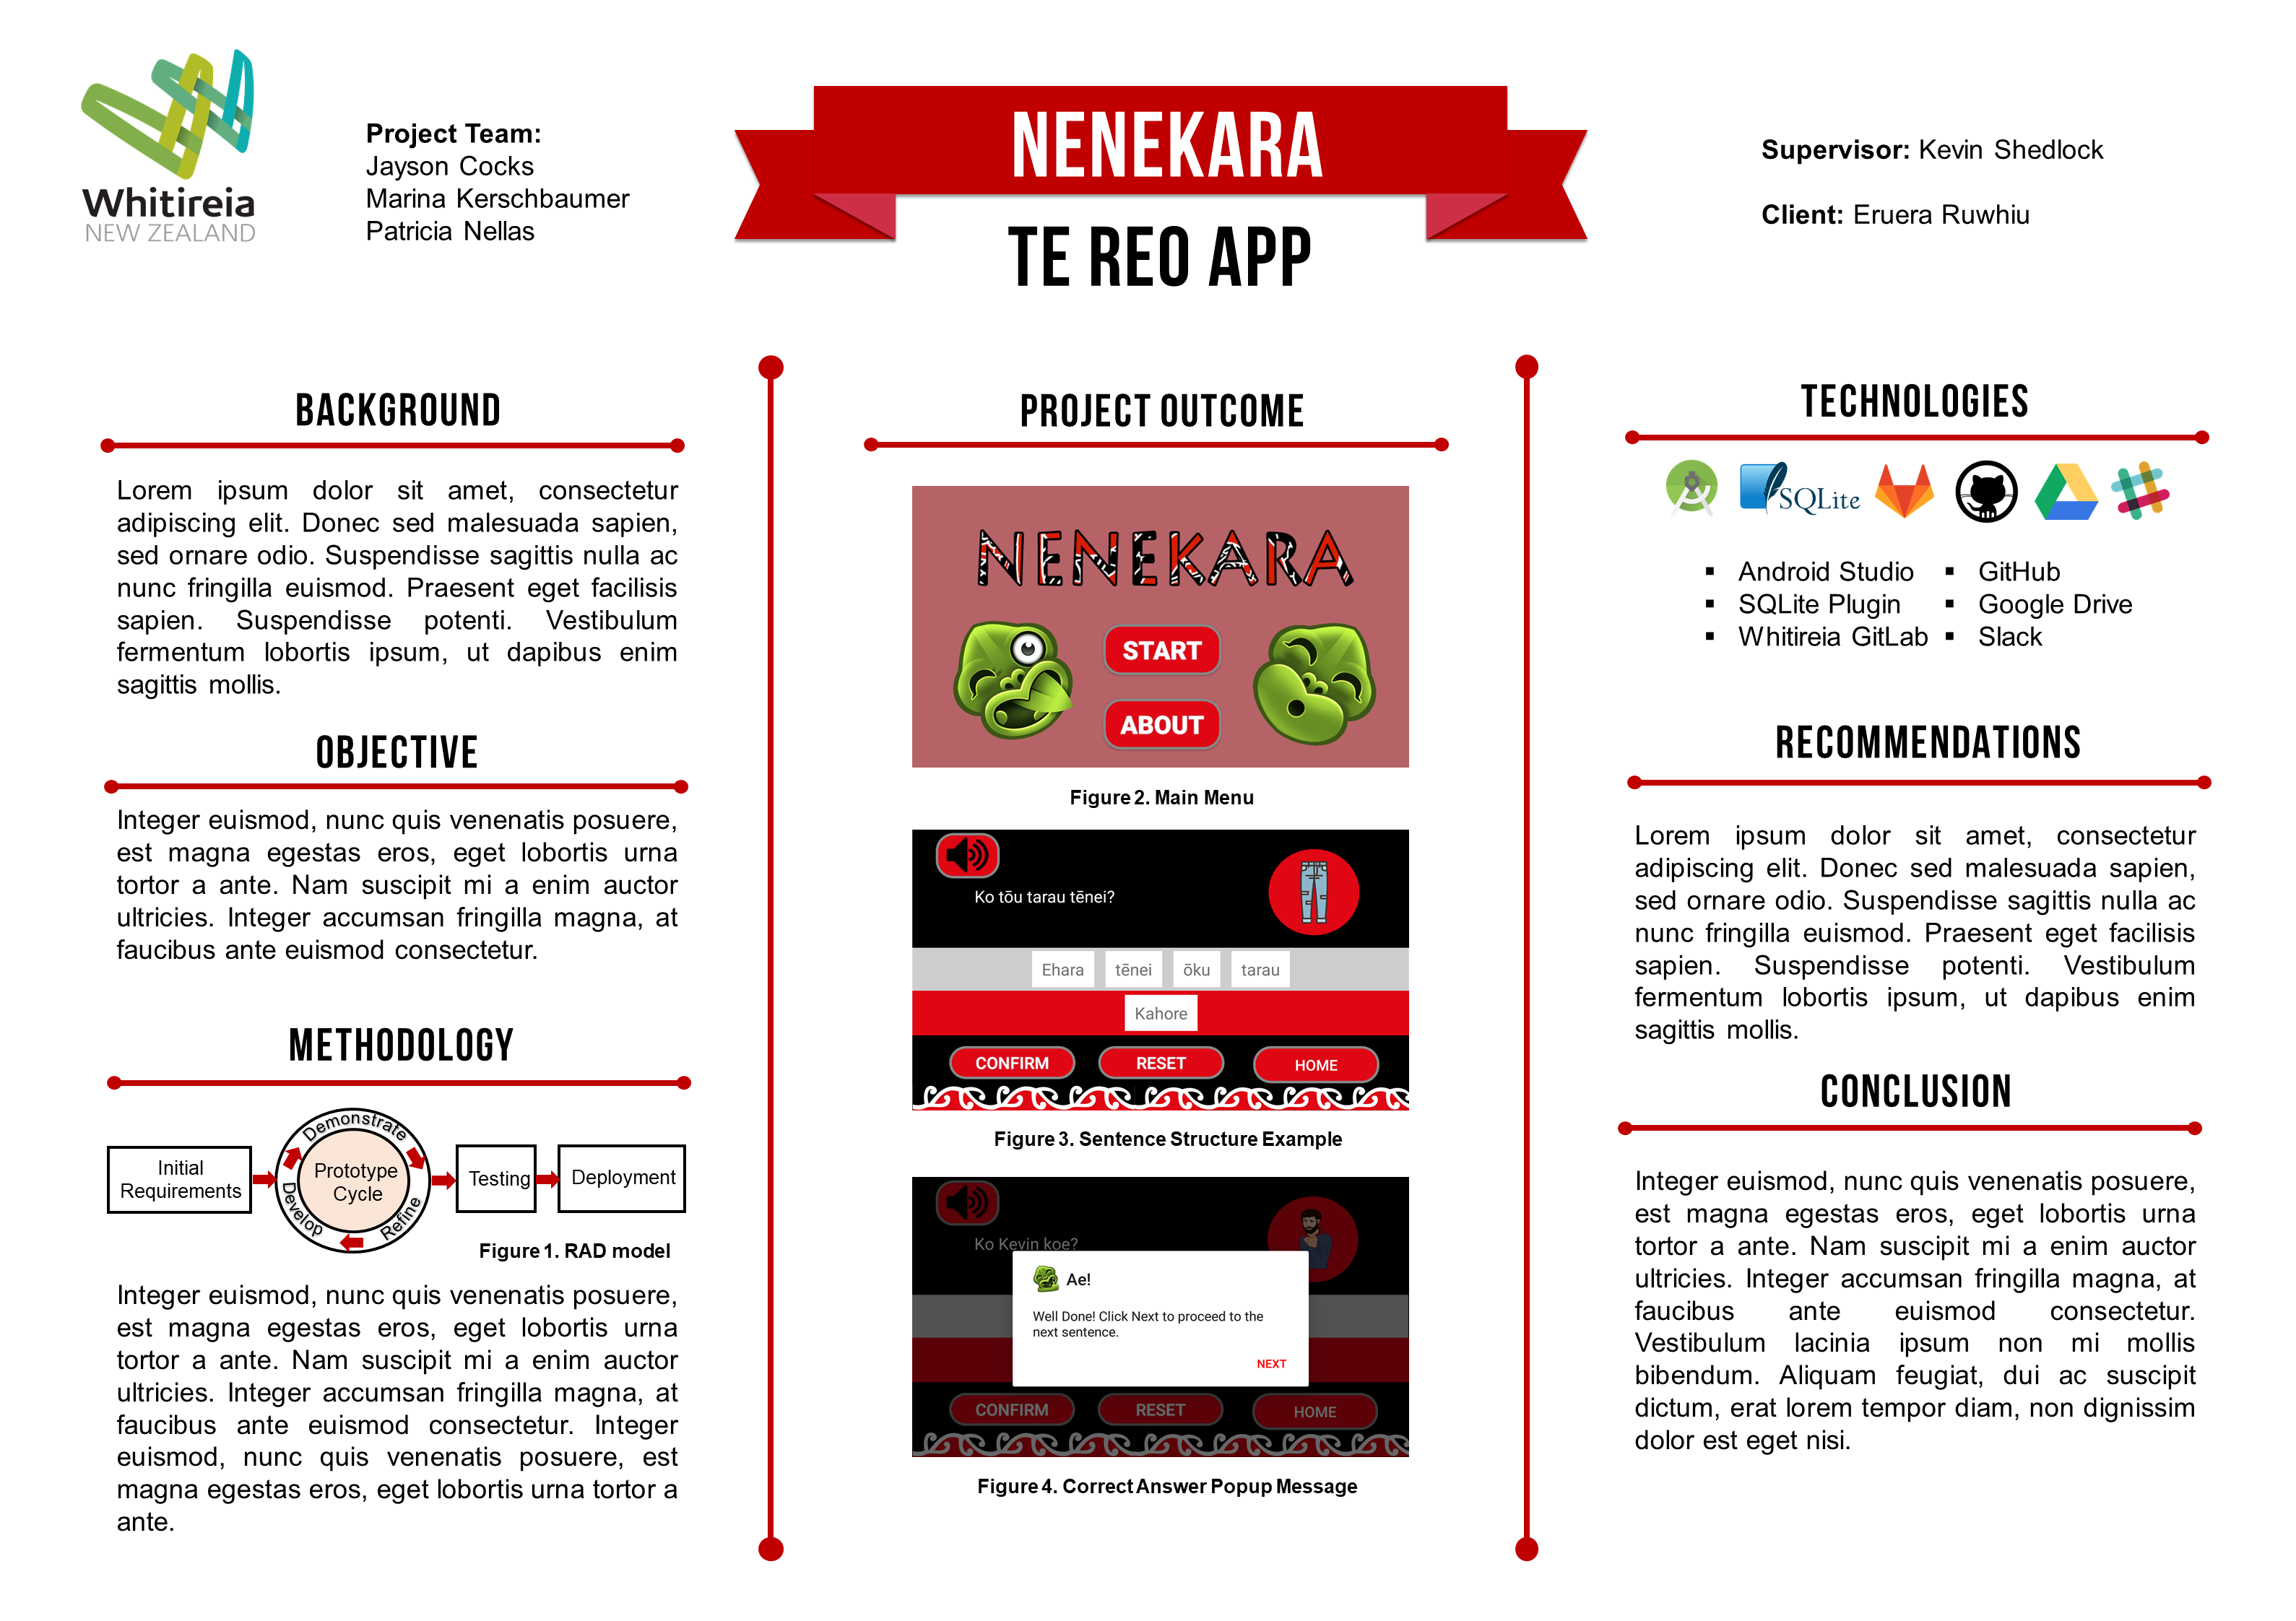 Whitireia
NEW ZEALAND
Project Team:
Jayson Cocks
Marina Kerschbaumer
Patricia Nellas
NENEKARA
TE REO APP
Supervisor: Kevin Shedlock
Client: Eruera Ruwhiu
BACKGROUND
Lorem ipsum dolor sit amet, consectetur
adipiscing elit. Donec sed malesuada sapien,
sed ornare odio. Suspendisse sagittis nulla ac
nunc fringilla euismod. Praesent eget facilisis
sapien. Suspendisse potenti. Vestibulum
fermentum lobortis ipsum, ut dapibus enim
sagittis mollis.
OBJECTIVE
Integer euismod, nunc quis venenatis posuere,
est magna egestas eros, eget lobortis urna
tortor a ante. Nam suscipit mi a enim auctor
ultricies. Integer accumsan fringilla magna, at
faucibus ante euismod consectetur.
METHODOLOGY
Initial
Requirements
Demonstrate
Develop
Refine
Prototype
Cycle
Testing
Deployment
Figure 1. RAD model
Integer euismod, nunc quis venenatis posuere,
est magna egestas eros, eget lobortis urna
tortor a ante. Nam suscipit mi a enim auctor
ultricies. Integer accumsan fringilla magna, at
faucibus ante euismod consectetur. Integer
euismod, nunc quis venenatis posuere, est
magna egestas eros, eget lobortis urna tortor a
ante.
PROJECT OUTCOME
NENEKARA
START
ABOUT
Figure 2. Main Menu
Ko tōu tarau tēnei?
Ehara tēnei ōku tarau
Kahore
CONFIRM RESET HOME
Figure 3. Sentence Structure Example
Ko Kevin koe?
Ae!
Well Done! Click Next to proceed to the
next sentence.
NEXT
CONFIRM RESET HOME
Figure 4. Correct Answer Popup Message
TECHNOLOGIES
SQLite
▪ Android Studio
▪ SQLite Plugin
▪ Whitireia GitLab
▪ GitHub
▪ Google Drive
▪ Slack
RECOMMENDATIONS
Lorem ipsum dolor sit amet, consectetur
adipiscing elit. Donec sed malesuada sapien,
sed ornare odio. Suspendisse sagittis nulla ac
nunc fringilla euismod. Praesent eget facilisis
sapien. Suspendisse potenti. Vestibulum
fermentum lobortis ipsum, ut dapibus enim
sagittis mollis.
CONCLUSION
Integer euismod, nunc quis venenatis posuere,
est magna egestas eros, eget lobortis urna
tortor a ante. Nam suscipit mi a enim auctor
ultricies. Integer accumsan fringilla magna, at
faucibus ante euismod consectetur.
Vestibulum lacinia ipsum non mi mollis
bibendum. Aliquam feugiat, dui ac suscipit
dictum, erat lorem tempor diam, non dignissim
dolor est eget nisi.